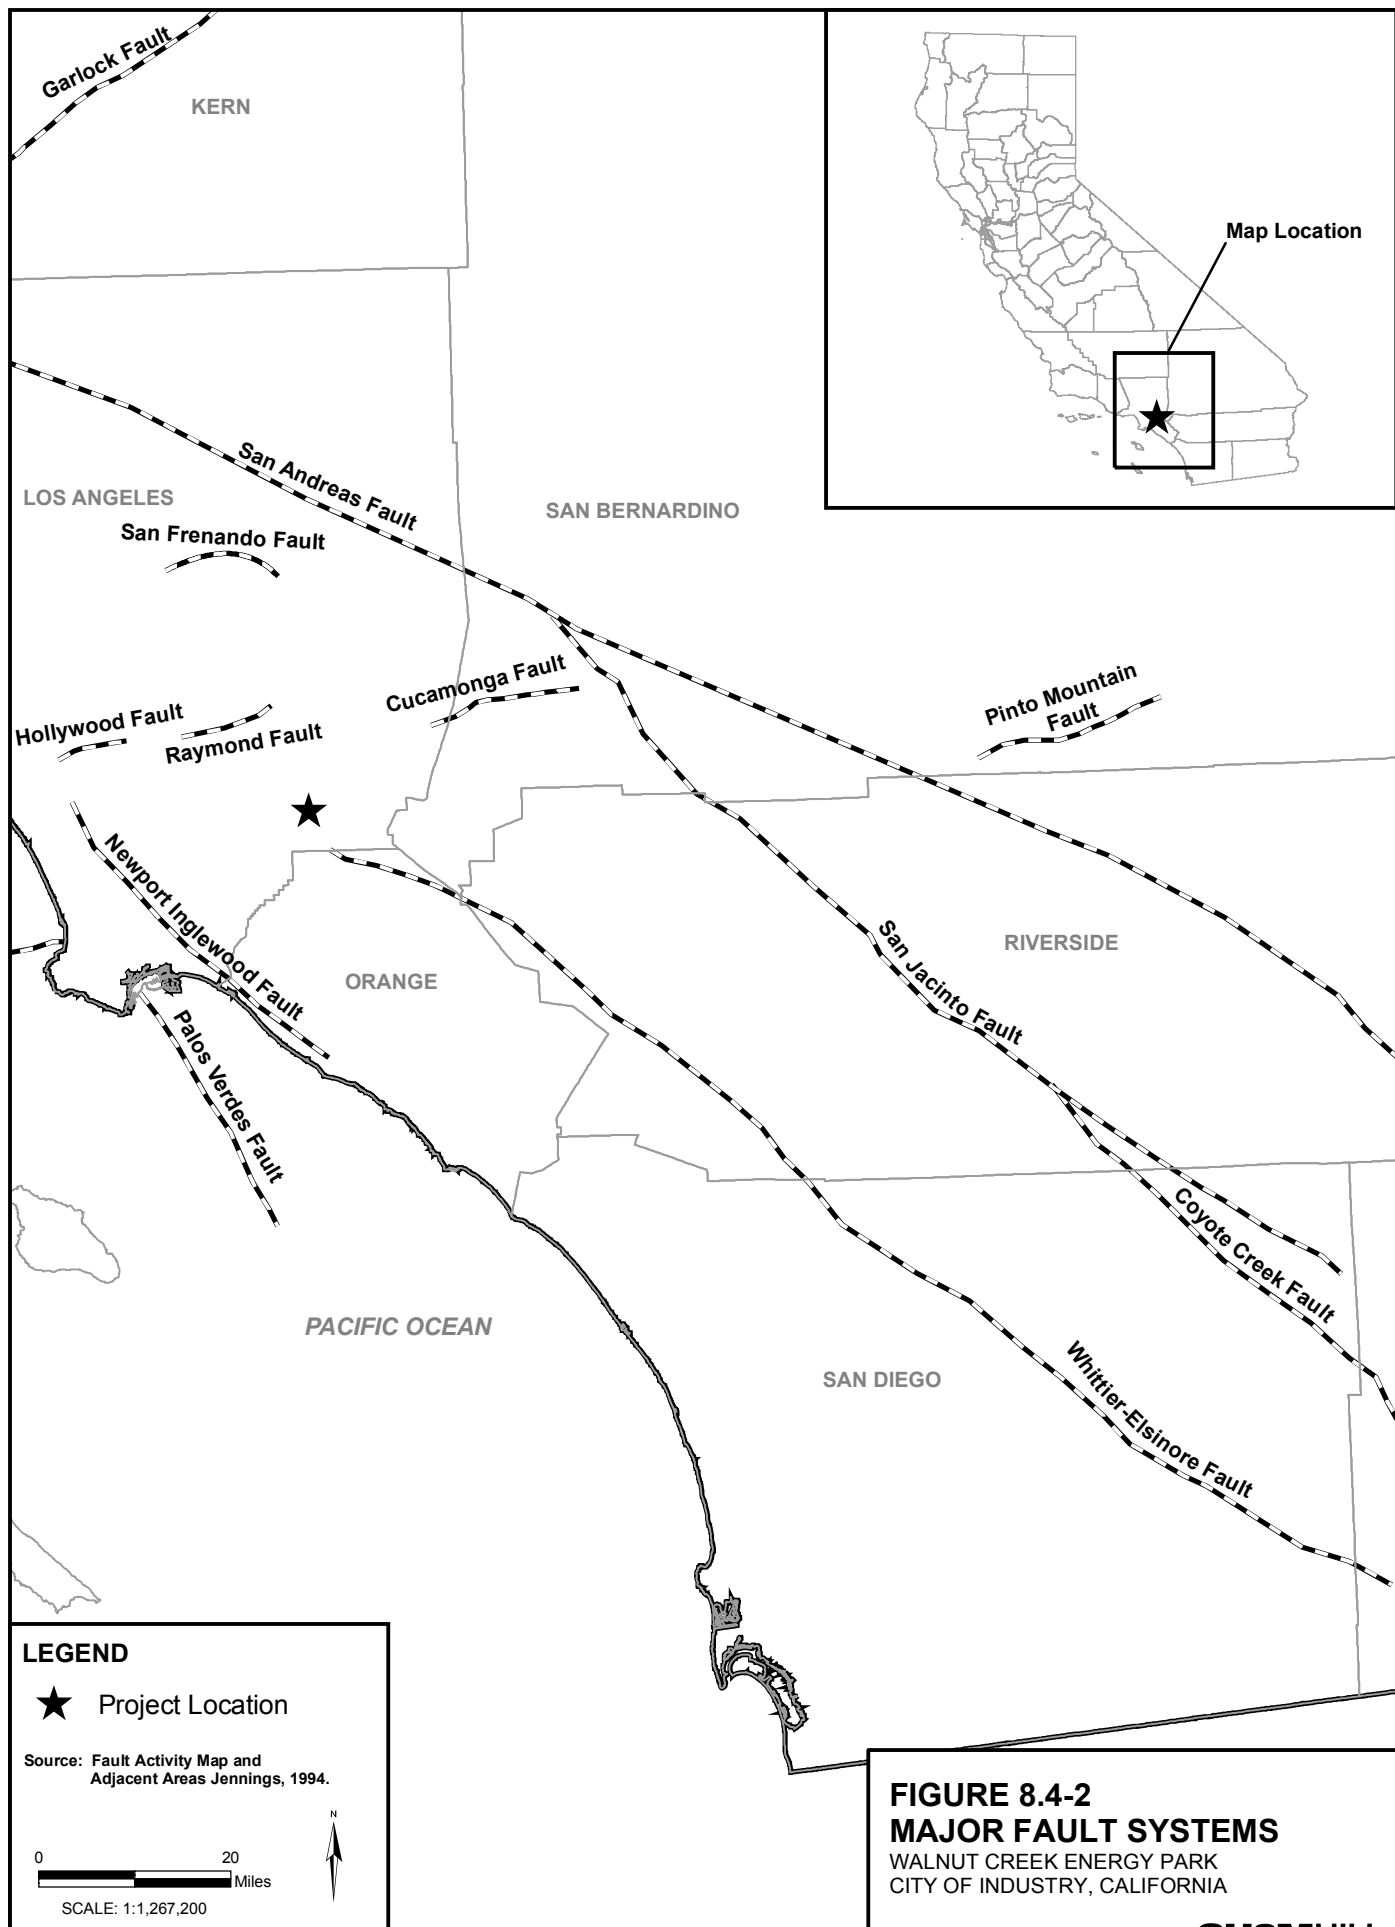 Garlock Fault
KERN
Map Location
San Andreas Fault
LOS ANGELES
SAN BERNARDINO
San Frenando Fault
Cucamonga Fault
Pinto Mountain
Fault
Hollywood Fault
Raymond Fault
Newport Inglewood Fault
San Jacinto Fault
RIVERSIDE
ORANGE
Palos Verdes Fault
Coyote Creek Fault
PACIFIC OCEAN
SAN DIEGO
Whittier-Elsinore Fault
LEGEND
Project Location
Source: Fault Activity Map and
Adjacent Areas Jennings, 1994.
N
0 20
Miles
SCALE: 1:1,267,200
FIGURE 8.4-2
MAJOR FAULT SYSTEMS
WALNUT CREEK ENERGY PARK
CITY OF INDUSTRY, CALIFORNIA